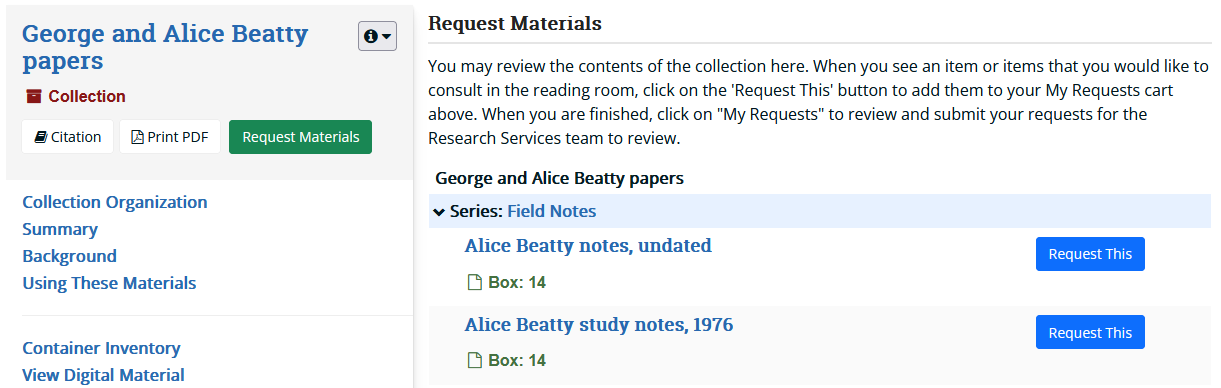 George and Alice Beatty
papers
Collection
Citation
Print PDF
Request Materials
Collection Organization
Summary
Background
Using These Materials
Container Inventory
View Digital Material
Request Materials
You may review the contents of the collection here. When you see an item or items that you would like to
consult in the reading room, click on the 'Request This' button to add them to your My Requests cart
above. When you are finished, click on "My Requests" to review and submit your requests for the
Research Services team to review.
George and Alice Beatty papers
Series: Field Notes
Alice Beatty notes, undated
Request This
Box: 14
Alice Beatty study notes, 1976
Request This
Box: 14